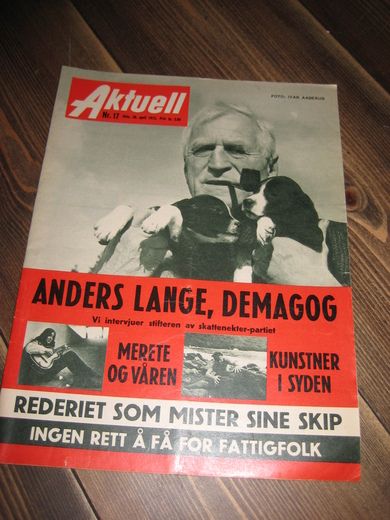 Aktuell
Nr. 17
FOTO: IVAR AASERUD
ANDERS LANGE, DEMAGOG
Vi intervjuer stifteren av skattenekter-partiet
MERETE
OG VÅREN
KUNSTNER
I SYDEN
REDERIET SOM MISTER SINE SKIP
INGEN RETT Å FÅ FOR FATTIGFOLK